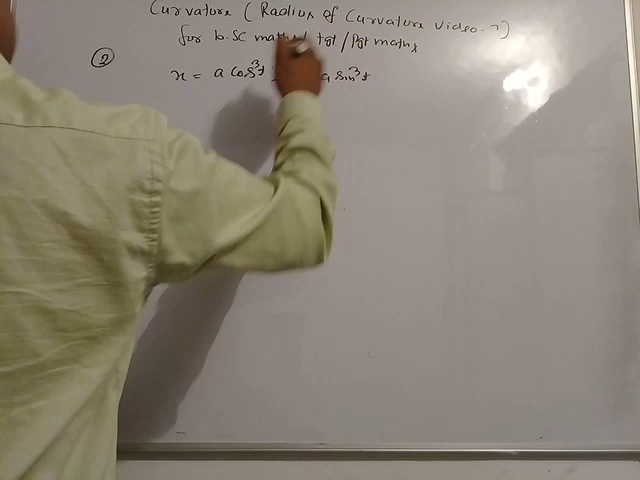 Curvature (Radius of Curvature video-7)
for b.sc maths tgt/Pgt maths
② x = a cos³t a sin³t